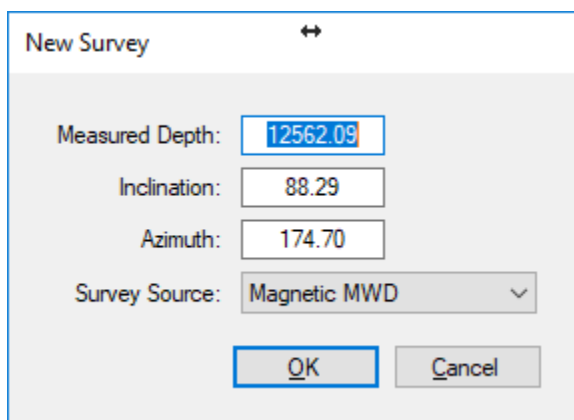 New Survey
Measured Depth: 12562.09
Inclination: 88.29
Azimuth: 174.70
Survey Source: Magnetic MWD
OK Cancel